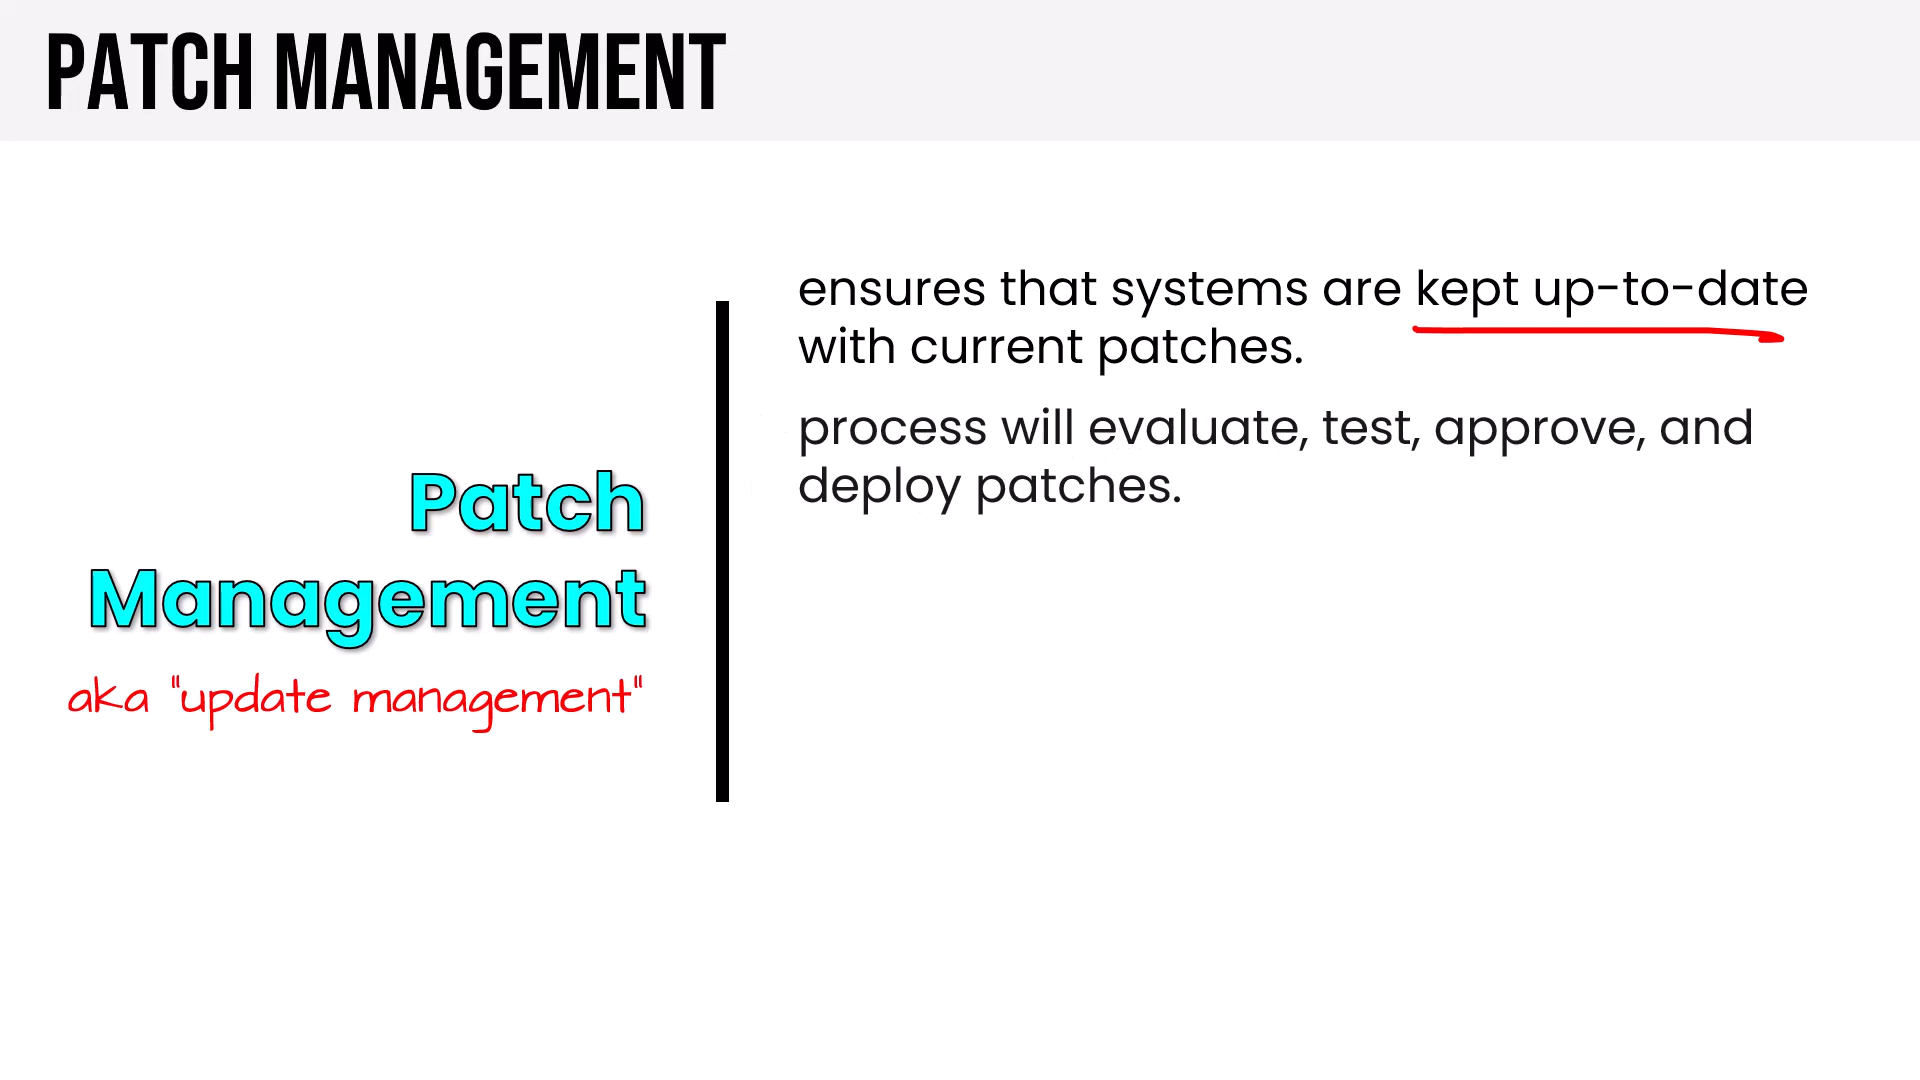 PATCH MANAGEMENT
Patch
Management
aka "update management"
ensures that systems are kept up-to-date
with current patches.
process will evaluate, test, approve, and
deploy patches.